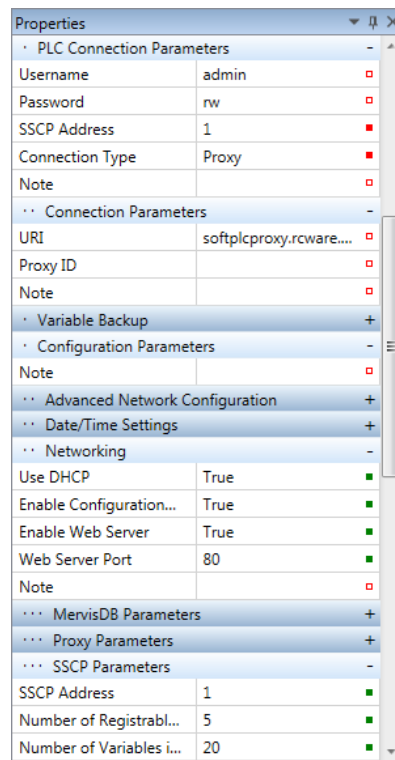 Properties
· PLC Connection Parameters -
Username admin
Password rw
SSCP Address 1
Connection Type Proxy
Note
·· Connection Parameters -
URI softplcproxy.rcware....
Proxy ID
Note
· Variable Backup +
· Configuration Parameters -
Note
·· Advanced Network Configuration +
·· Date/Time Settings +
·· Networking -
Use DHCP True
Enable Configuration... True
Enable Web Server True
Web Server Port 80
Note
··· MervisDB Parameters +
··· Proxy Parameters +
··· SSCP Parameters -
SSCP Address 1
Number of Registrabl... 5
Number of Variables i... 20